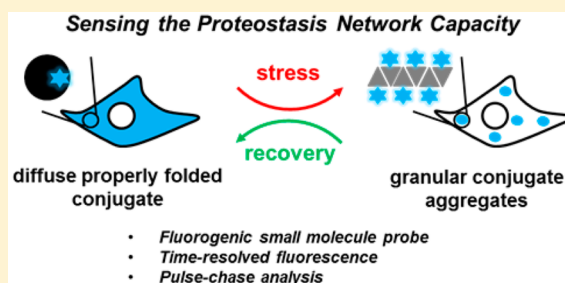 Sensing the Proteostasis Network Capacity
stress
recovery
diffuse properly folded
conjugate
granular conjugate
aggregates
• Fluorogenic small molecule probe
• Time-resolved fluorescence
• Pulse-chase analysis